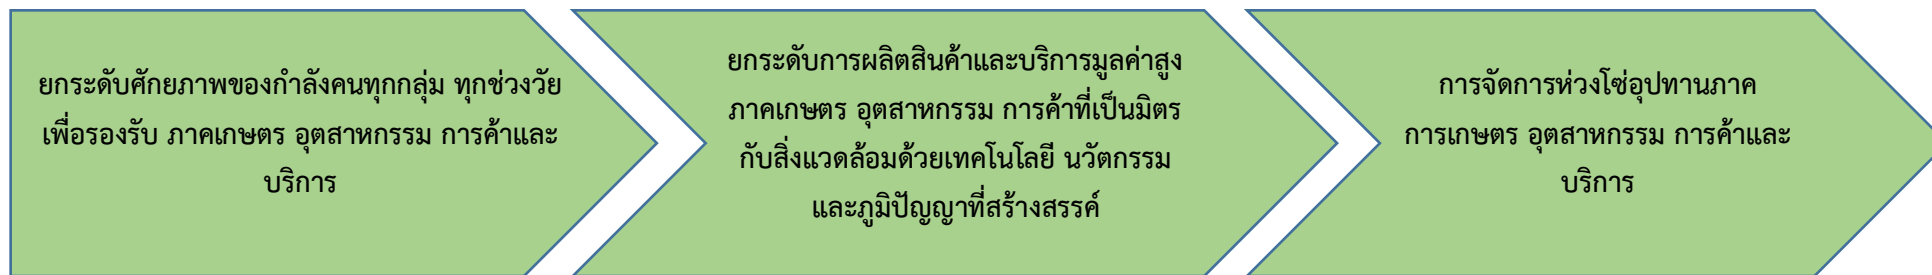 ยกระดับศักยภาพของกำลังคนทุกกลุ่ม ทุกช่วงวัย
เพื่อรองรับ ภาคเกษตร อุตสาหกรรม การค้าและ
บริการ
ยกระดับการผลิตสินค้าและบริการมูลค่าสูง
ภาคเกษตร อุตสาหกรรม การค้าที่เป็นมิตร
กับสิ่งแวดล้อมด้วยเทคโนโลยี นวัตกรรม
และภูมิปัญญาที่สร้างสรรค์
การจัดการห่วงโซ่อุปทานภาค
การเกษตร อุตสาหกรรม การค้าและ
บริการ